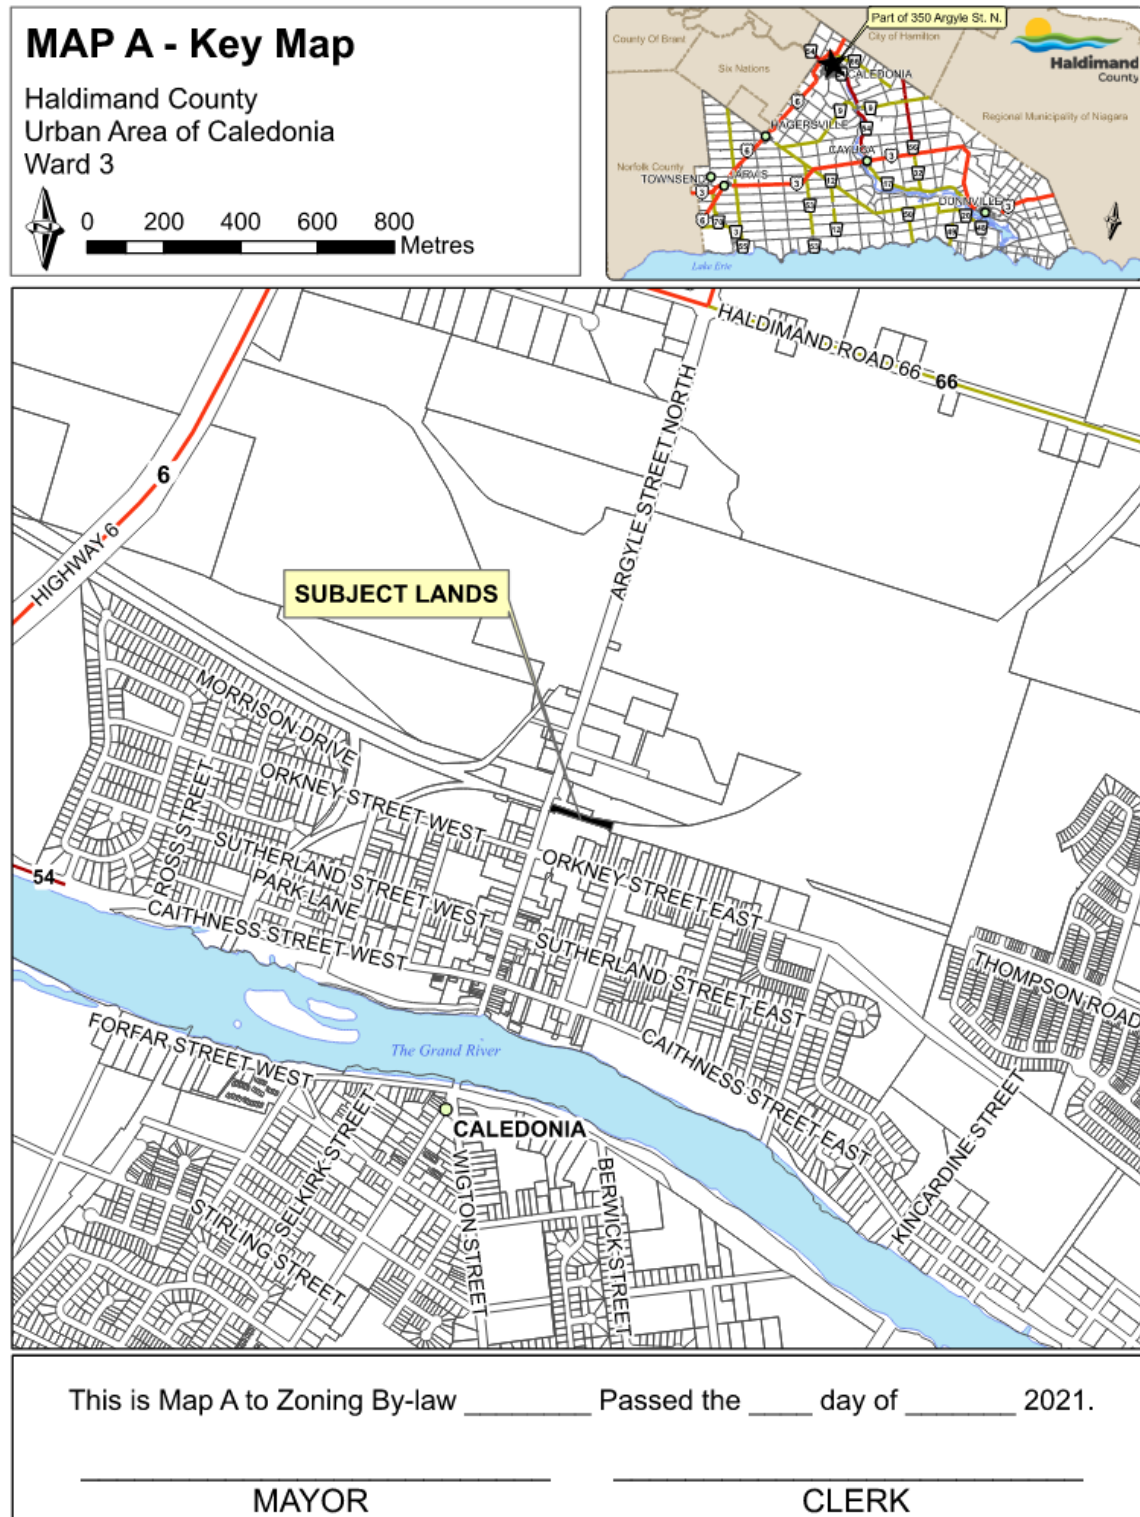 MAP A - Key Map
Haldimand County
Urban Area of Caledonia
Ward 3
0 200 400 600 800
Metres
Part of 350 Argyle St. N.
County Of Brant
City of Hamilton
Haldimand
County
Six Nations
CALEDONIA
Regional Municipality of Niagara
HAGERSVILLE
CAYUGA
Norfolk County
TOWNSEND
JARVIS
DUNNVILLE
Lake Erie
HALDIMAND ROAD 66
66
ARGYLE STREET NORTH
6
HIGHWAY 6
SUBJECT LANDS
MORRISON DRIVE
ORKNEY STREET WEST
ROSS STREET
SUTHERLAND STREET WEST
PARK LANE
ORKNEY STREET EAST
54
CAITHNESS STREET WEST
SUTHERLAND STREET EAST
THOMPSON ROAD
FORFAR STREET WEST
The Grand River
CAITHNESS STREET EAST
KINCARDINE STREET
CALEDONIA
SELKIRK STREET
WIGTON STREET
BERWICK STREET
STIRLING STREET
This is Map A to Zoning By-law ________ Passed the ____ day of _______ 2021.
MAYOR CLERK